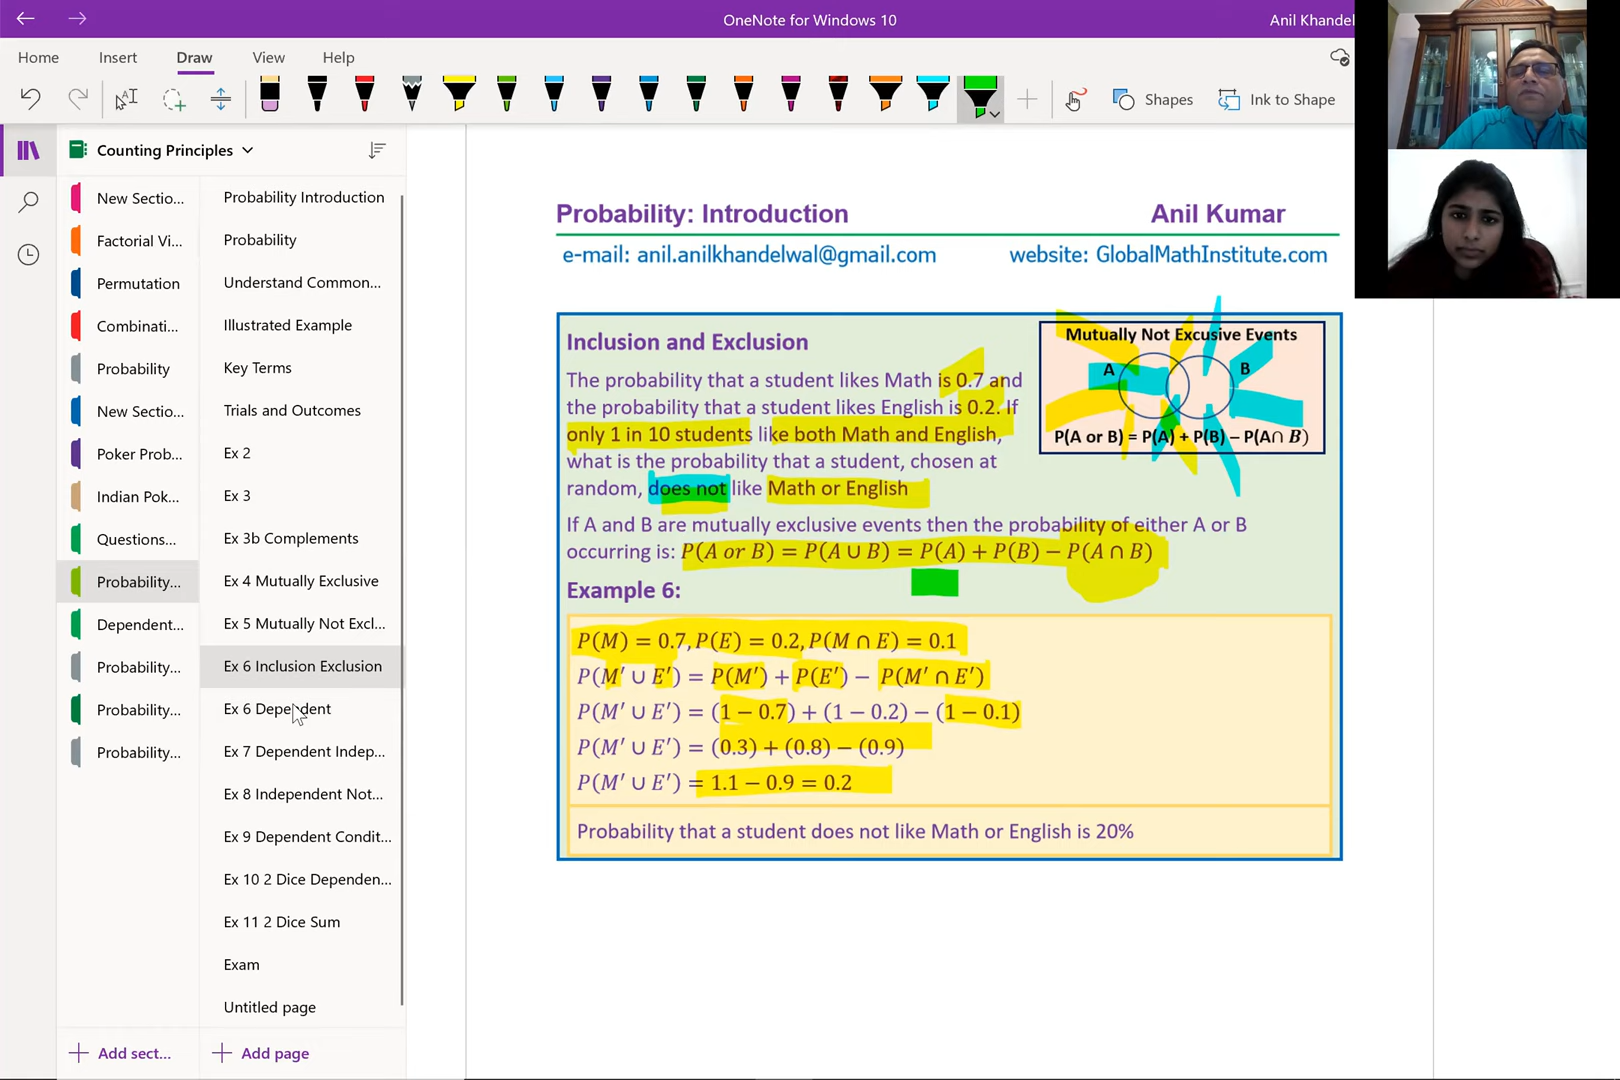 OneNote for Windows 10
Anil Khandel
Home Insert Draw View Help
Shapes Ink to Shape
Counting Principles
New Sectio...
Factorial Vi...
Permutation
Combinati...
Probability
New Sectio...
Poker Prob...
Indian Pok...
Questions...
Probability...
Dependent...
Probability...
Probability...
Probability...
Add sect...
Probability Introduction
Probability
Understand Common...
Illustrated Example
Key Terms
Trials and Outcomes
Ex 2
Ex 3
Ex 3b Complements
Ex 4 Mutually Exclusive
Ex 5 Mutually Not Excl...
Ex 6 Inclusion Exclusion
Ex 6 Dependent
Ex 7 Dependent Indep...
Ex 8 Independent Not...
Ex 9 Dependent Condit...
Ex 10 2 Dice Dependen...
Ex 11 2 Dice Sum
Exam
Untitled page
Add page
Probability: Introduction Anil Kumar
e-mail: anil.anilkhandelwal@gmail.com website: GlobalMathInstitute.com
Inclusion and Exclusion
The probability that a student likes Math is 0.7 and
the probability that a student likes English is 0.2. If
only 1 in 10 students like both Math and English,
what is the probability that a student, chosen at
random, does not like Math or English
Mutually Not Excusive Events
A B
P(A or B) = P(A) + P(B) – P(A∩ B)
If A and B are mutually exclusive events then the probability of either A or B
occurring is: P(A or B) = P(A ∪ B) = P(A) + P(B) − P(A ∩ B)
Example 6:
P(M) = 0.7, P(E) = 0.2, P(M ∩ E) = 0.1
P(M′ ∪ E′) = P(M′) + P(E′) − P(M′ ∩ E′)
P(M′ ∪ E′) = (1 − 0.7) + (1 − 0.2) − (1 − 0.1)
P(M′ ∪ E′) = (0.3) + (0.8) − (0.9)
P(M′ ∪ E′) = 1.1 − 0.9 = 0.2
Probability that a student does not like Math or English is 20%